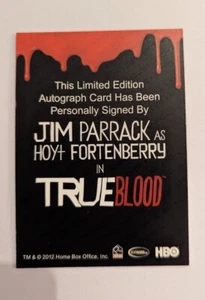 This Limited Edition
Autograph Card Has Been
Personally Signed By
JIM PARRACK AS
HOYT FORTENBERRY
IN
TRUEBLOOD™
TM & © 2012 Home Box Office, Inc.
HBO